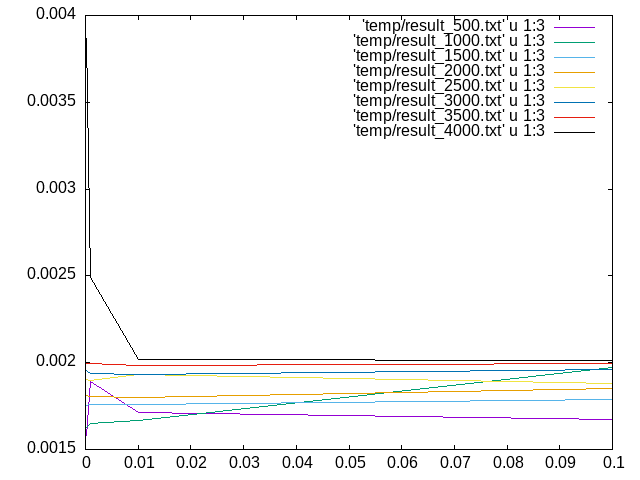 0.004
0.0035
0.003
0.0025
0.002
0.0015
0
0.01
0.02
0.03
0.04
0.05
0.06
0.07
0.08
0.09
0.1
'temp/result_500.txt' u 1:3
'temp/result_1000.txt' u 1:3
'temp/result_1500.txt' u 1:3
'temp/result_2000.txt' u 1:3
'temp/result_2500.txt' u 1:3
'temp/result_3000.txt' u 1:3
'temp/result_3500.txt' u 1:3
'temp/result_4000.txt' u 1:3